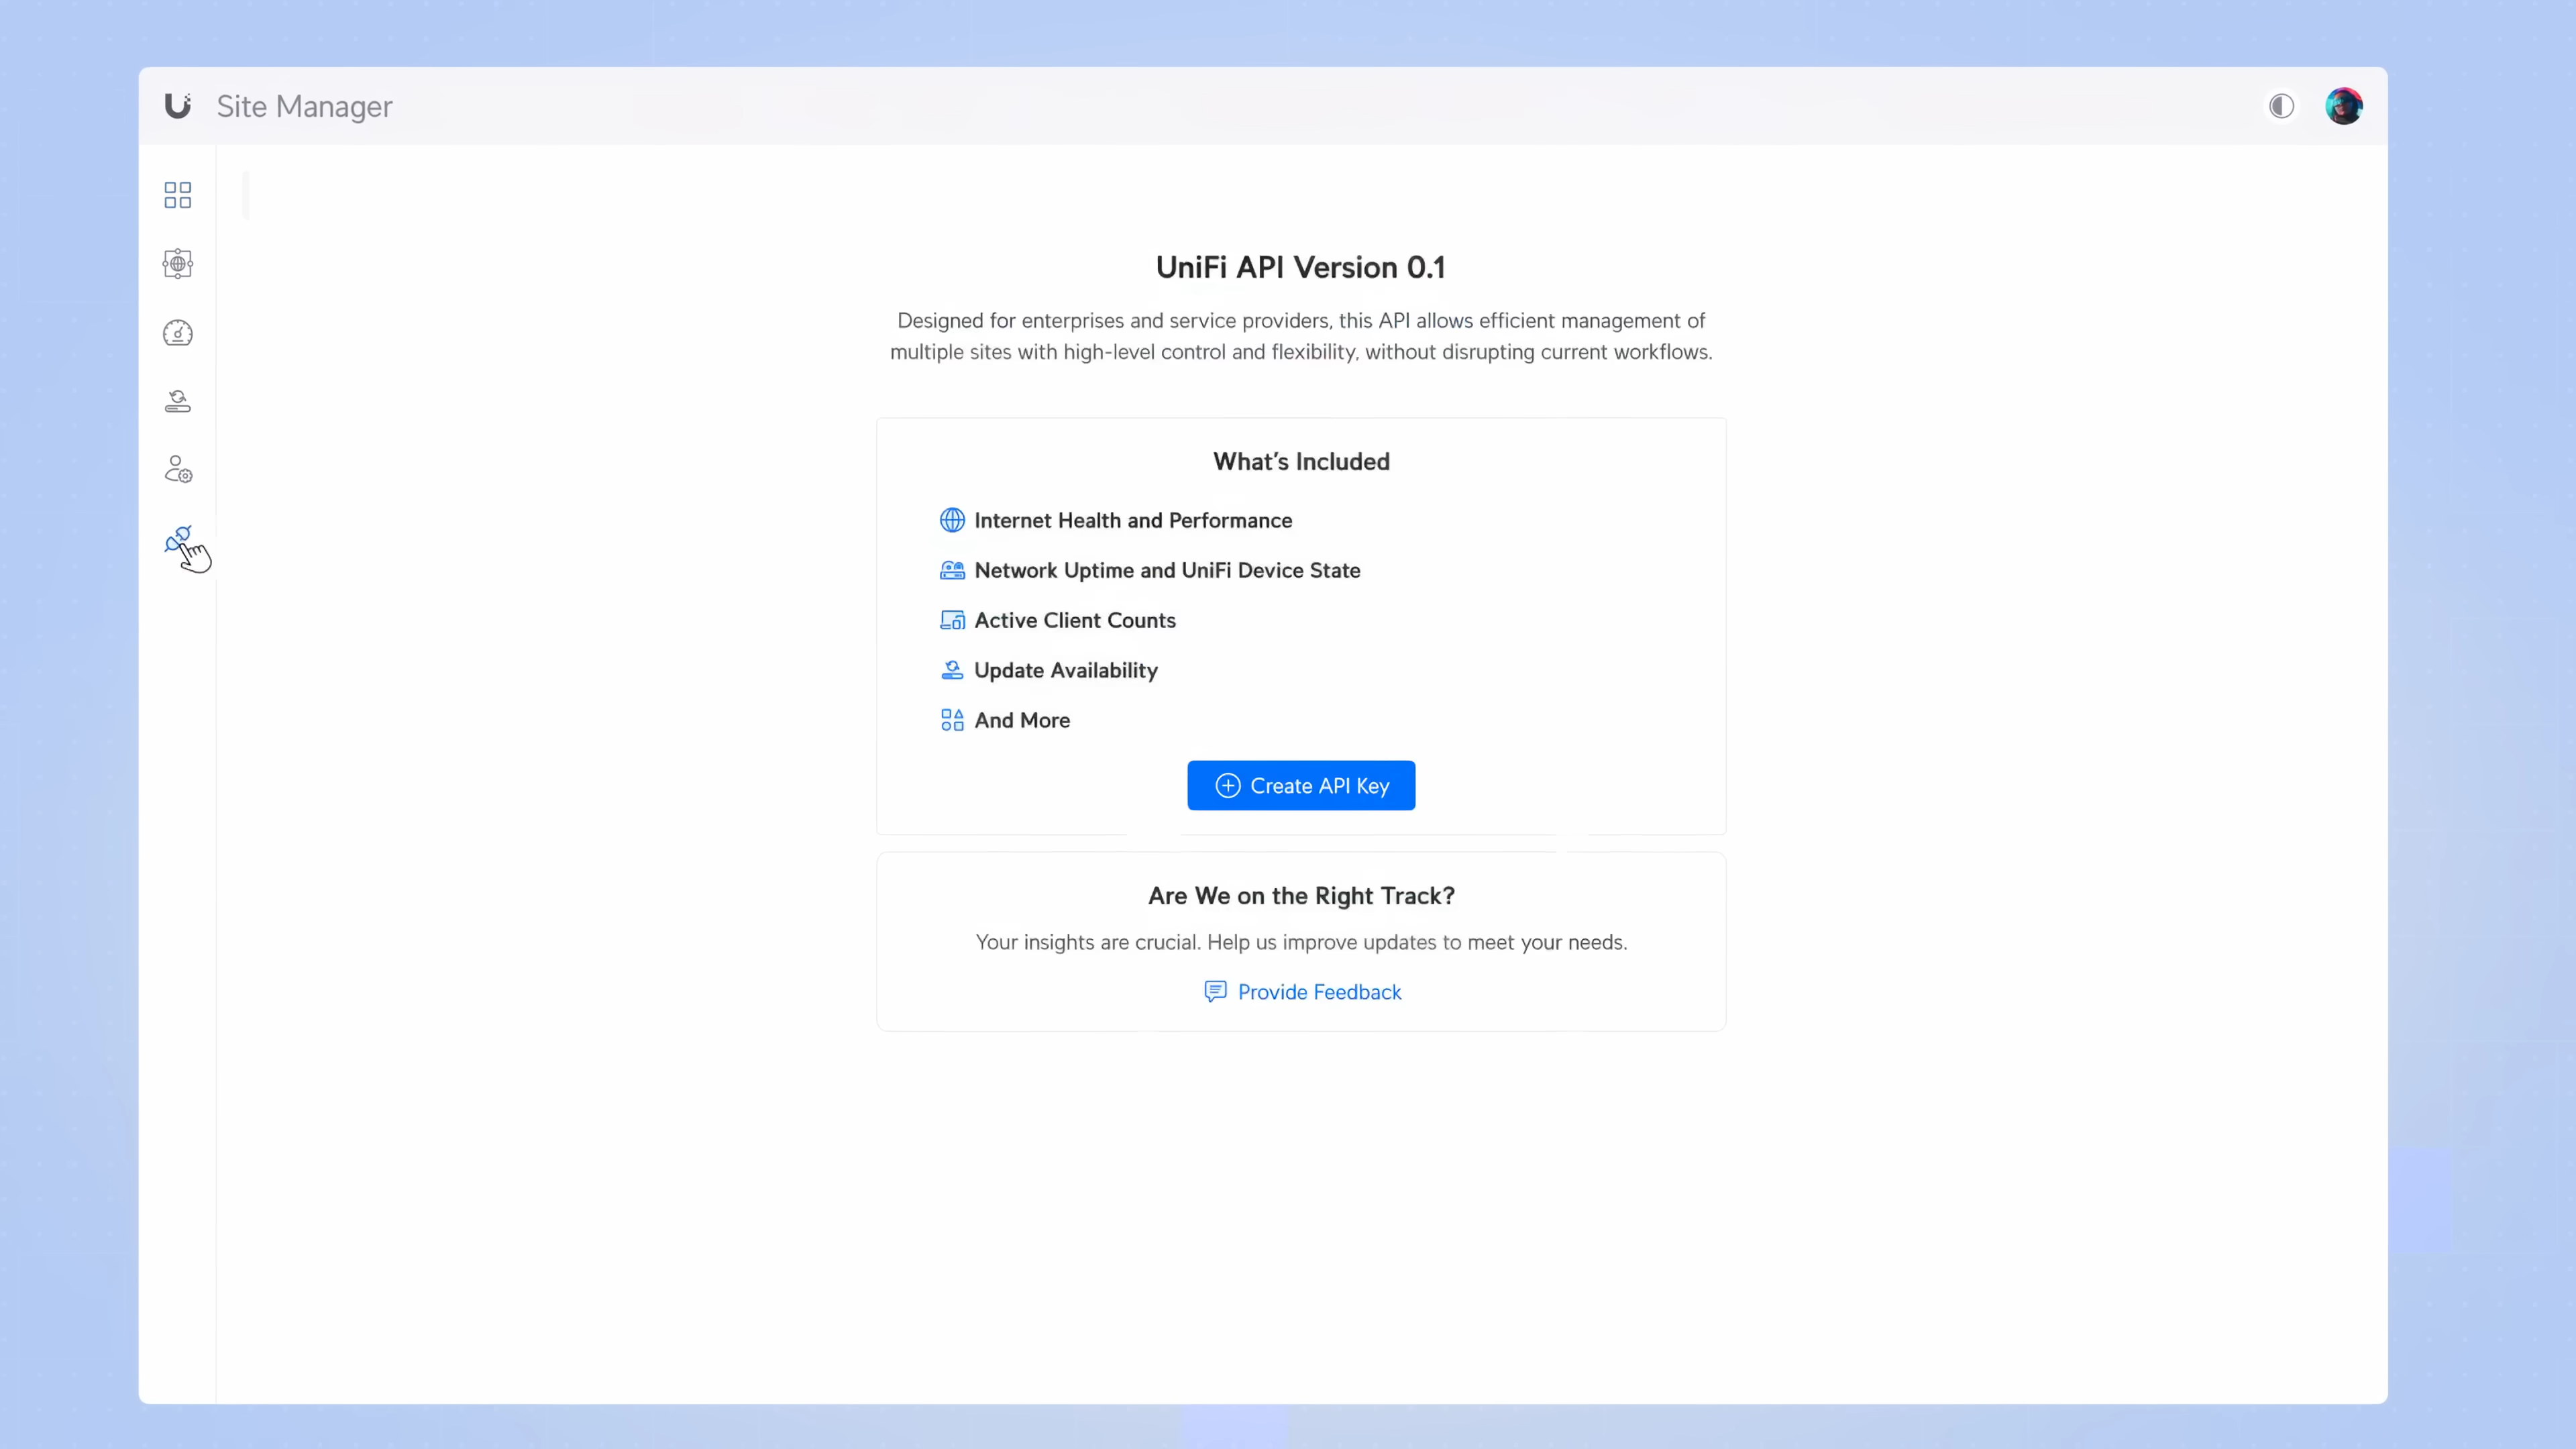 Site Manager
UniFi API Version 0.1
Designed for enterprises and service providers, this API allows efficient management of
multiple sites with high-level control and flexibility, without disrupting current workflows.
What's Included
Internet Health and Performance
Network Uptime and UniFi Device State
Active Client Counts
Update Availability
And More
Create API Key
Are We on the Right Track?
Your insights are crucial. Help us improve updates to meet your needs.
Provide Feedback